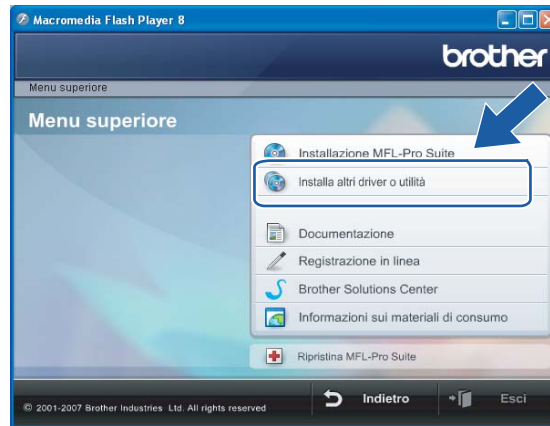 Macromedia Flash Player 8
brother
Menu superiore
Menu superiore
Installazione MFL-Pro Suite
Installa altri driver o utilità
Documentazione
Registrazione in linea
Brother Solutions Center
Informazioni sui materiali di consumo
Ripristina MFL-Pro Suite
© 2001-2007 Brother Industries Ltd. All rights reserved
Indietro
Esci